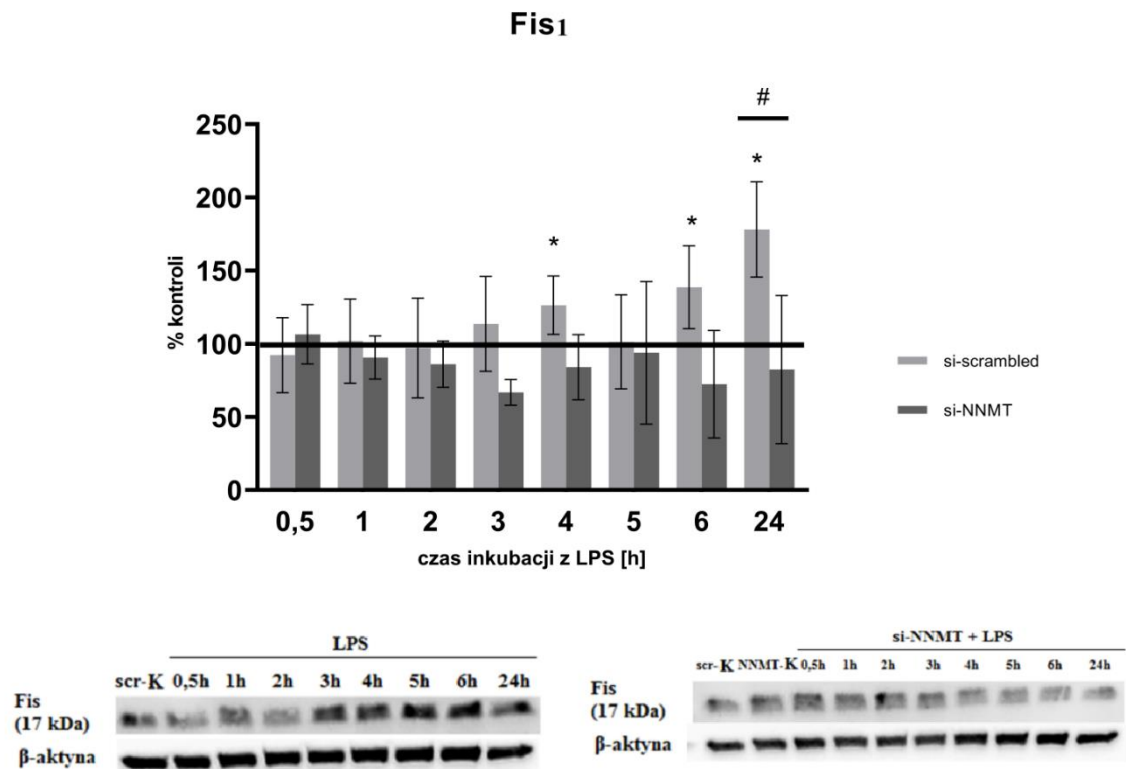 Fis1
#
250
200
150
100
50
0
% kontroli
*
*
*
0,5 1 2 3 4 5 6 24
czas inkubacji z LPS [h]
si-scrambled
si-NNMT
LPS
scr-K 0,5h 1h 2h 3h 4h 5h 6h 24h
Fis
(17 kDa)
β-aktyna
si-NNMT + LPS
scr-K NNMT-K 0,5h 1h 2h 3h 4h 5h 6h 24h
Fis
(17 kDa)
β-aktyna